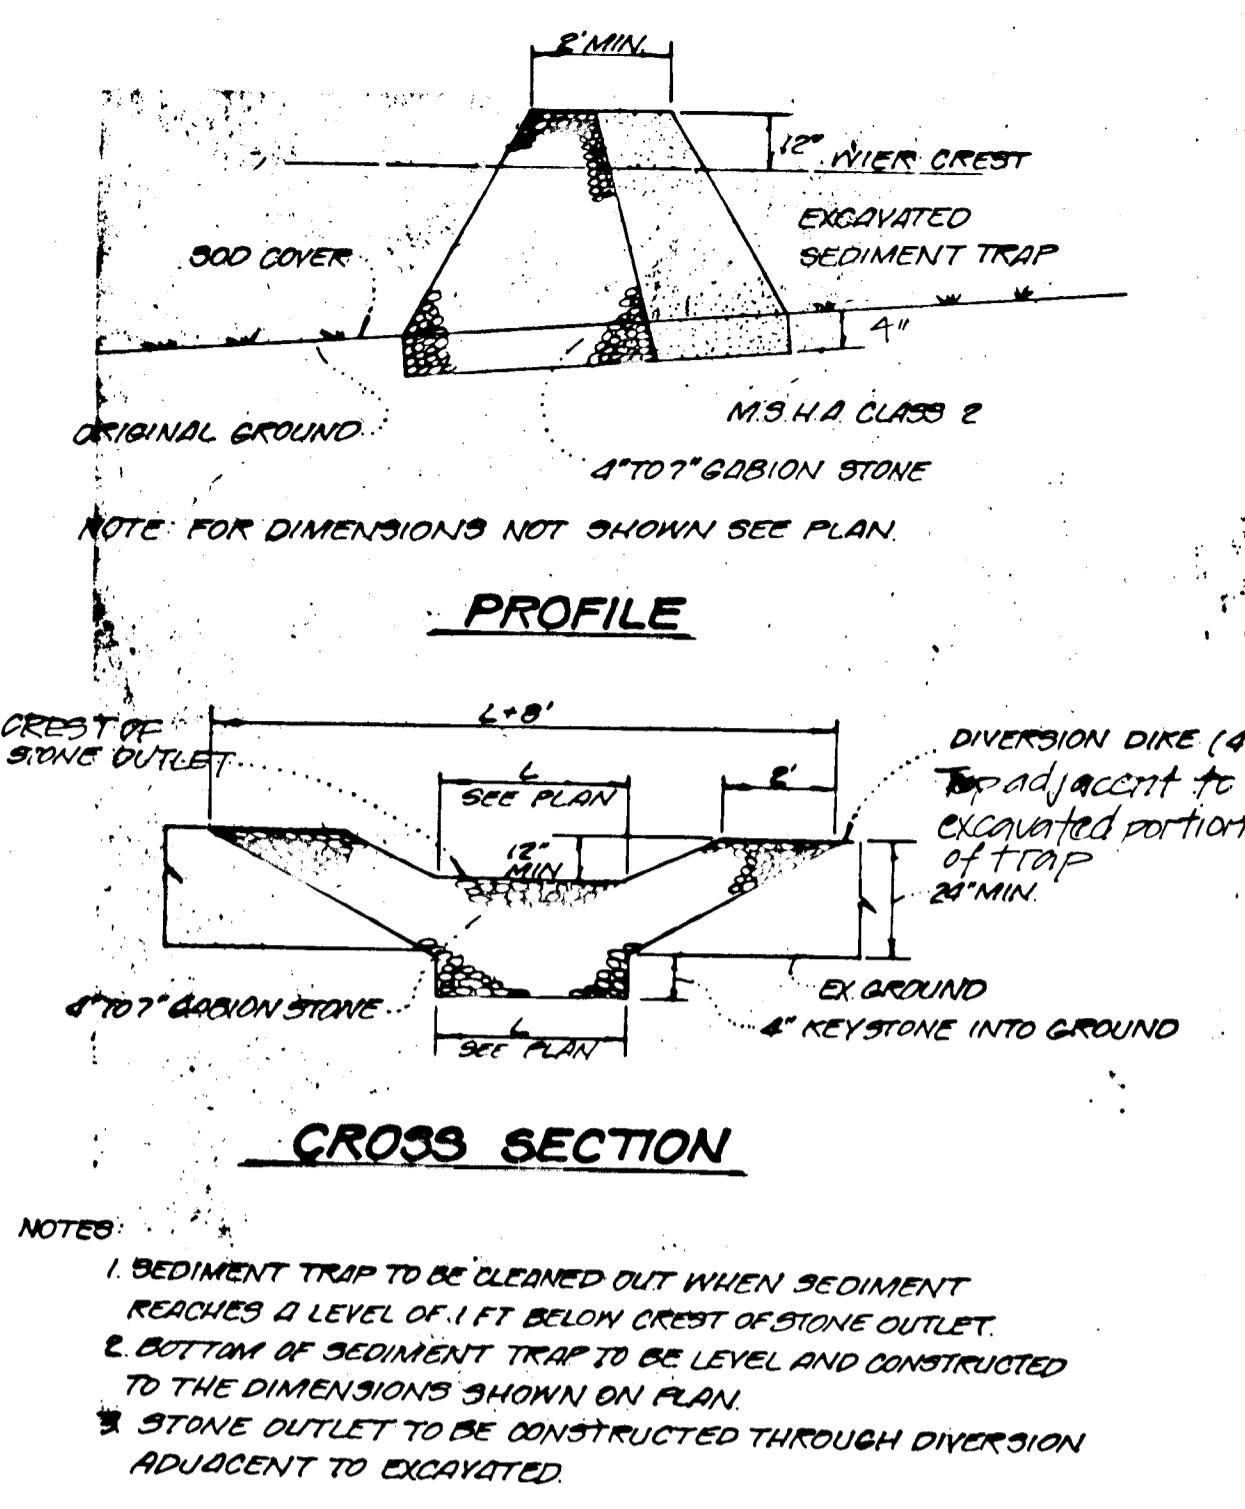 2' MIN.
12"
WIER CREST
EXCAVATED
SEDIMENT TRAP
SOD COVER
4"
M.S.H.A. CLASS 2
ORIGINAL GROUND
4" TO 7" GABION STONE
NOTE: FOR DIMENSIONS NOT SHOWN SEE PLAN.
PROFILE
L+8'
CREST OF
STONE OUTLET
L
SEE PLAN
2'
DIVERSION DIKE (4
Top adjacent to
excavated portion
of trap
12"
MIN
24" MIN.
4" TO 7" GABION STONE
EX. GROUND
4" KEYSTONE INTO GROUND
L
SEE PLAN
CROSS SECTION
NOTES:
1. SEDIMENT TRAP TO BE CLEANED OUT WHEN SEDIMENT
REACHES A LEVEL OF 1 FT BELOW CREST OF STONE OUTLET.
2. BOTTOM OF SEDIMENT TRAP TO BE LEVEL AND CONSTRUCTED
TO THE DIMENSIONS SHOWN ON PLAN.
3. STONE OUTLET TO BE CONSTRUCTED THROUGH DIVERSION
ADJACENT TO EXCAVATED.